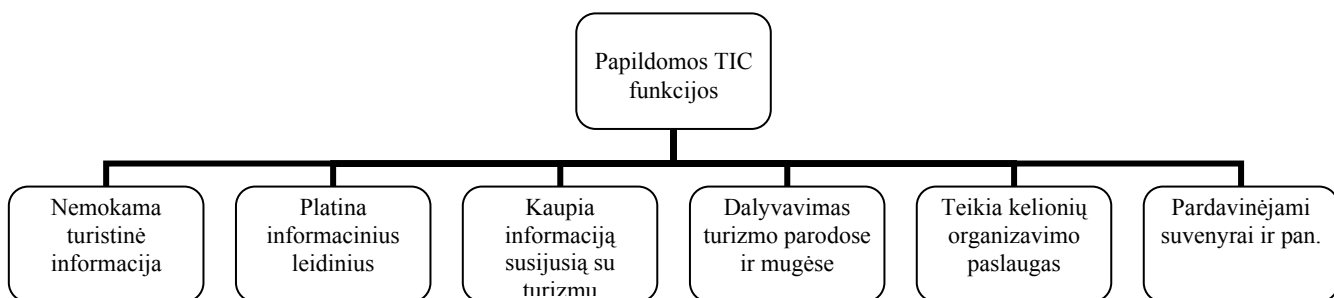 Papildomos TIC
funkcijos
Nemokama
turistinė
informacija
Platina
informacinius
leidinius
Kaupia
informaciją
susijusią su
turizmu
Dalyvavimas
turizmo parodose
ir mugėse
Teikia kelionių
organizavimo
paslaugas
Pardavinėjami
suvenyrai ir pan.